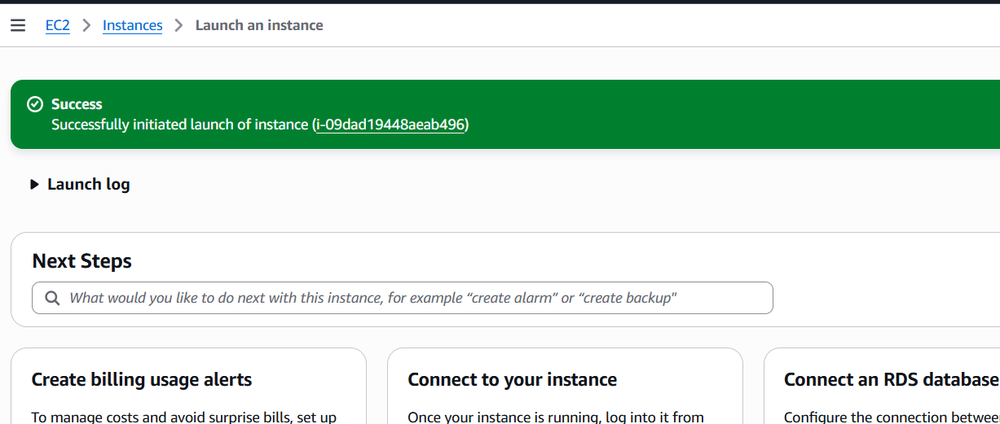 EC2 > Instances > Launch an instance
Success
Successfully initiated launch of instance (i-09dad19448aeab496)
Launch log
Next Steps
What would you like to do next with this instance, for example “create alarm” or “create backup"
Create billing usage alerts
To manage costs and avoid surprise bills, set up
Connect to your instance
Once your instance is running, log into it from
Connect an RDS database
Configure the connection between